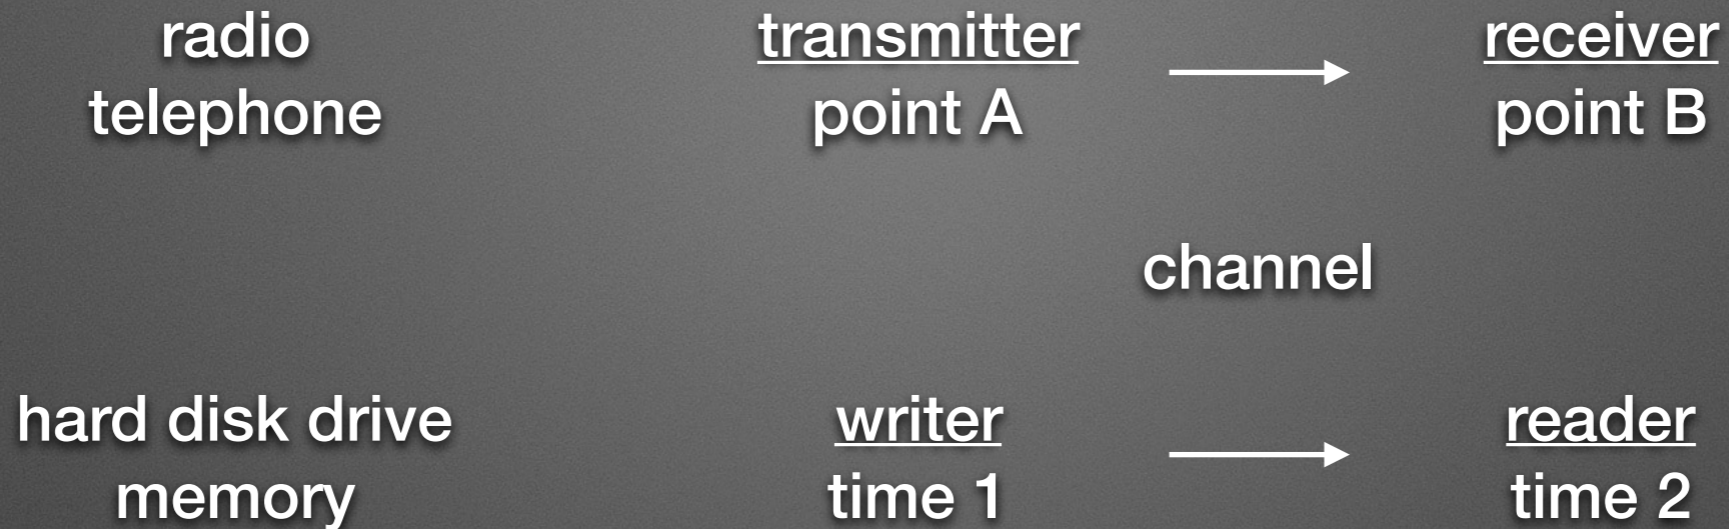 radio transmitter receiver
telephone point A point B
channel
hard disk drive writer reader
memory time 1 time 2